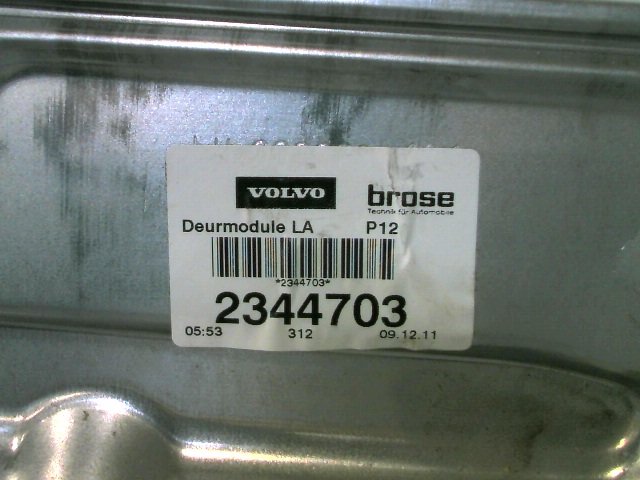 VOLVO brose
Technik für Automobile
Deurmodule LA P12
*2344703*
2344703
05:53 312 09.12.11